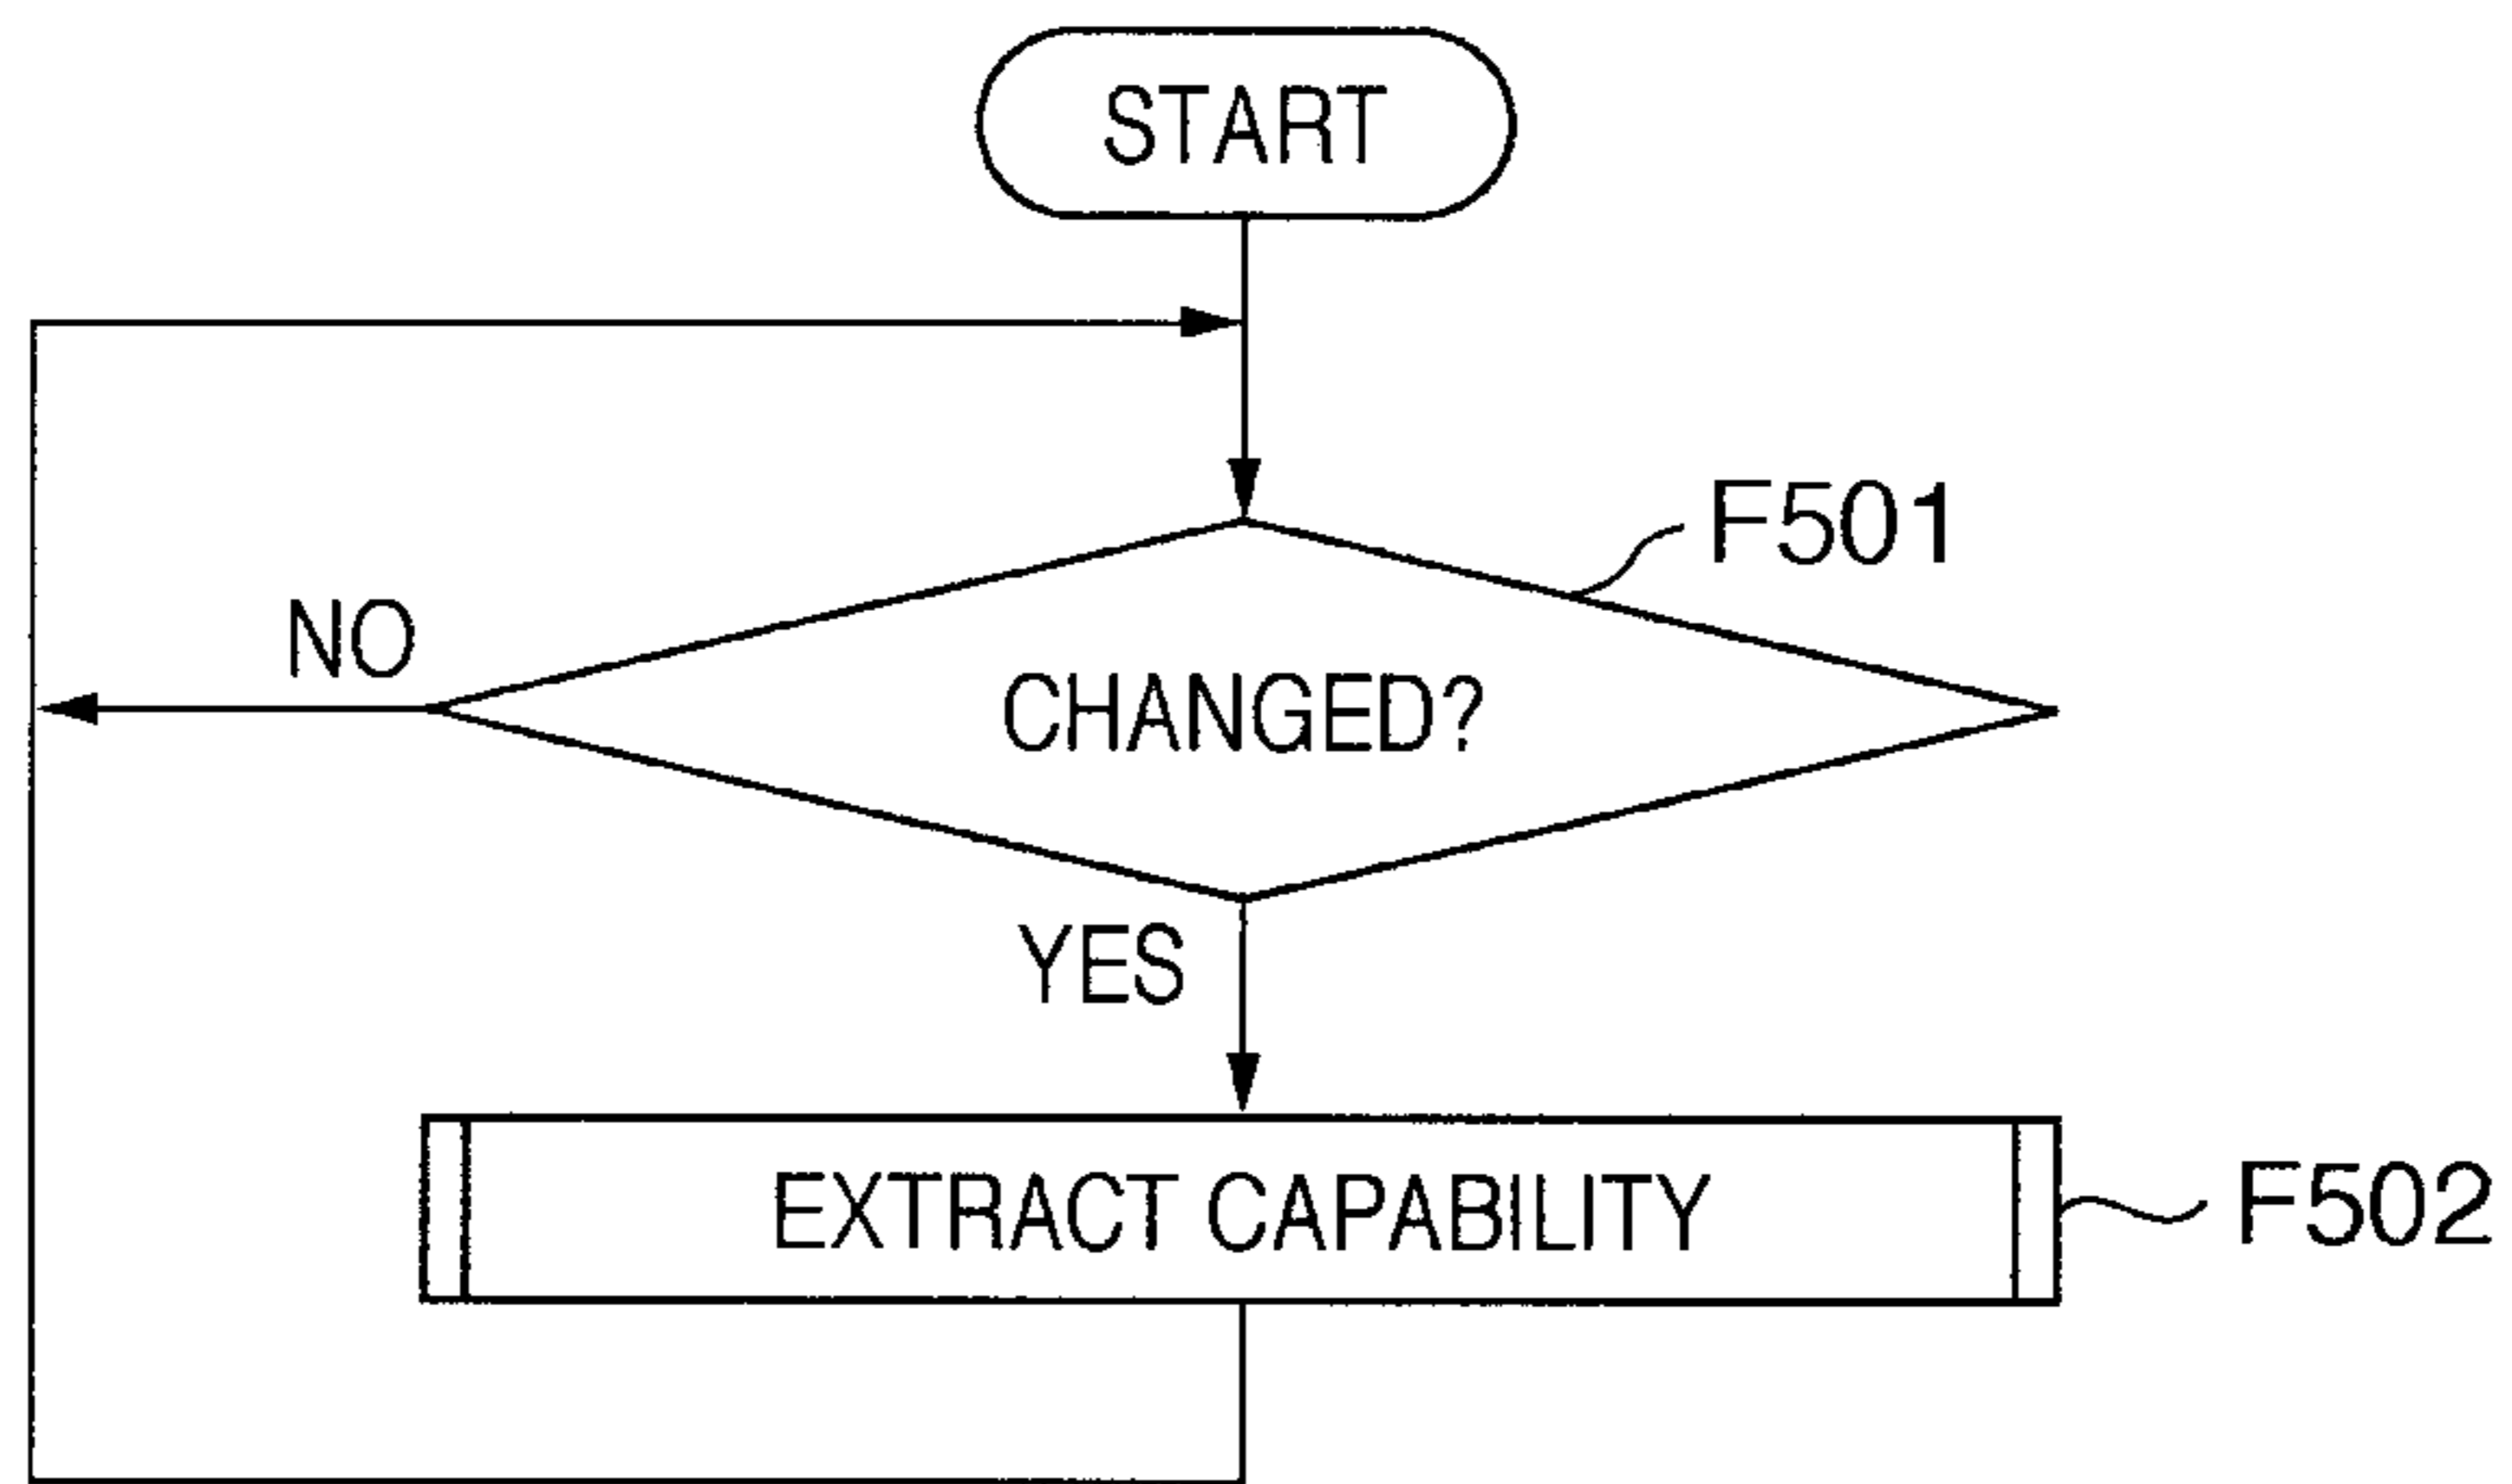 START
F501
NO
CHANGED?
YES
EXTRACT CAPABILITY
F502